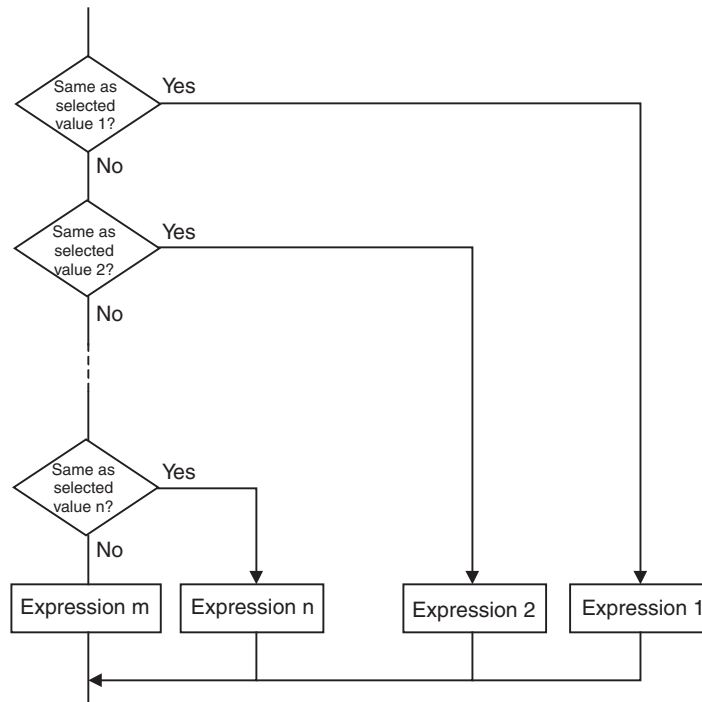 Same as
selected
value 1?
Yes
No
Same as
selected
value 2?
Yes
No
Same as
selected
value n?
Yes
No
Expression m
Expression n
Expression 2
Expression 1